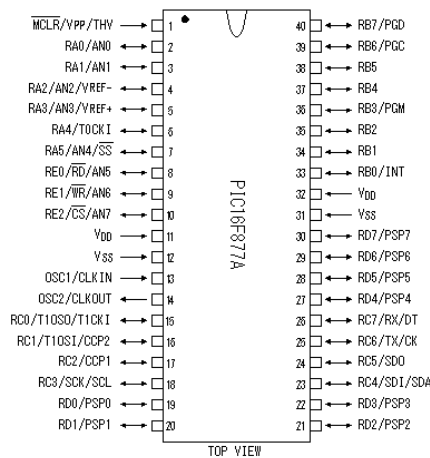 MCLR/VPP/THV 1 40 RB7/PGD
RA0/AN0 2 39 RB6/PGC
RA1/AN1 3 38 RB5
RA2/AN2/VREF- 4 37 RB4
RA3/AN3/VREF+ 5 36 RB3/PGM
RA4/TOCKI 6 35 RB2
RA5/AN4/SS 7 34 RB1
RE0/RD/AN5 8 33 RB0/INT
RE1/WR/AN6 9 32 VDD
RE2/CS/AN7 10 31 VSS
VDD 11 30 RD7/PSP7
VSS 12 29 RD6/PSP6
OSC1/CLKIN 13 28 RD5/PSP5
OSC2/CLKOUT 14 27 RD4/PSP4
RC0/T1OSO/T1CKI 15 26 RC7/RX/DT
RC1/T1OSI/CCP2 16 25 RC6/TX/CK
RC2/CCP1 17 24 RC5/SDO
RC3/SCK/SCL 18 23 RC4/SDI/SDA
RD0/PSP0 19 22 RD3/PSP3
RD1/PSP1 20 21 RD2/PSP2
PIC16F877A
TOP VIEW